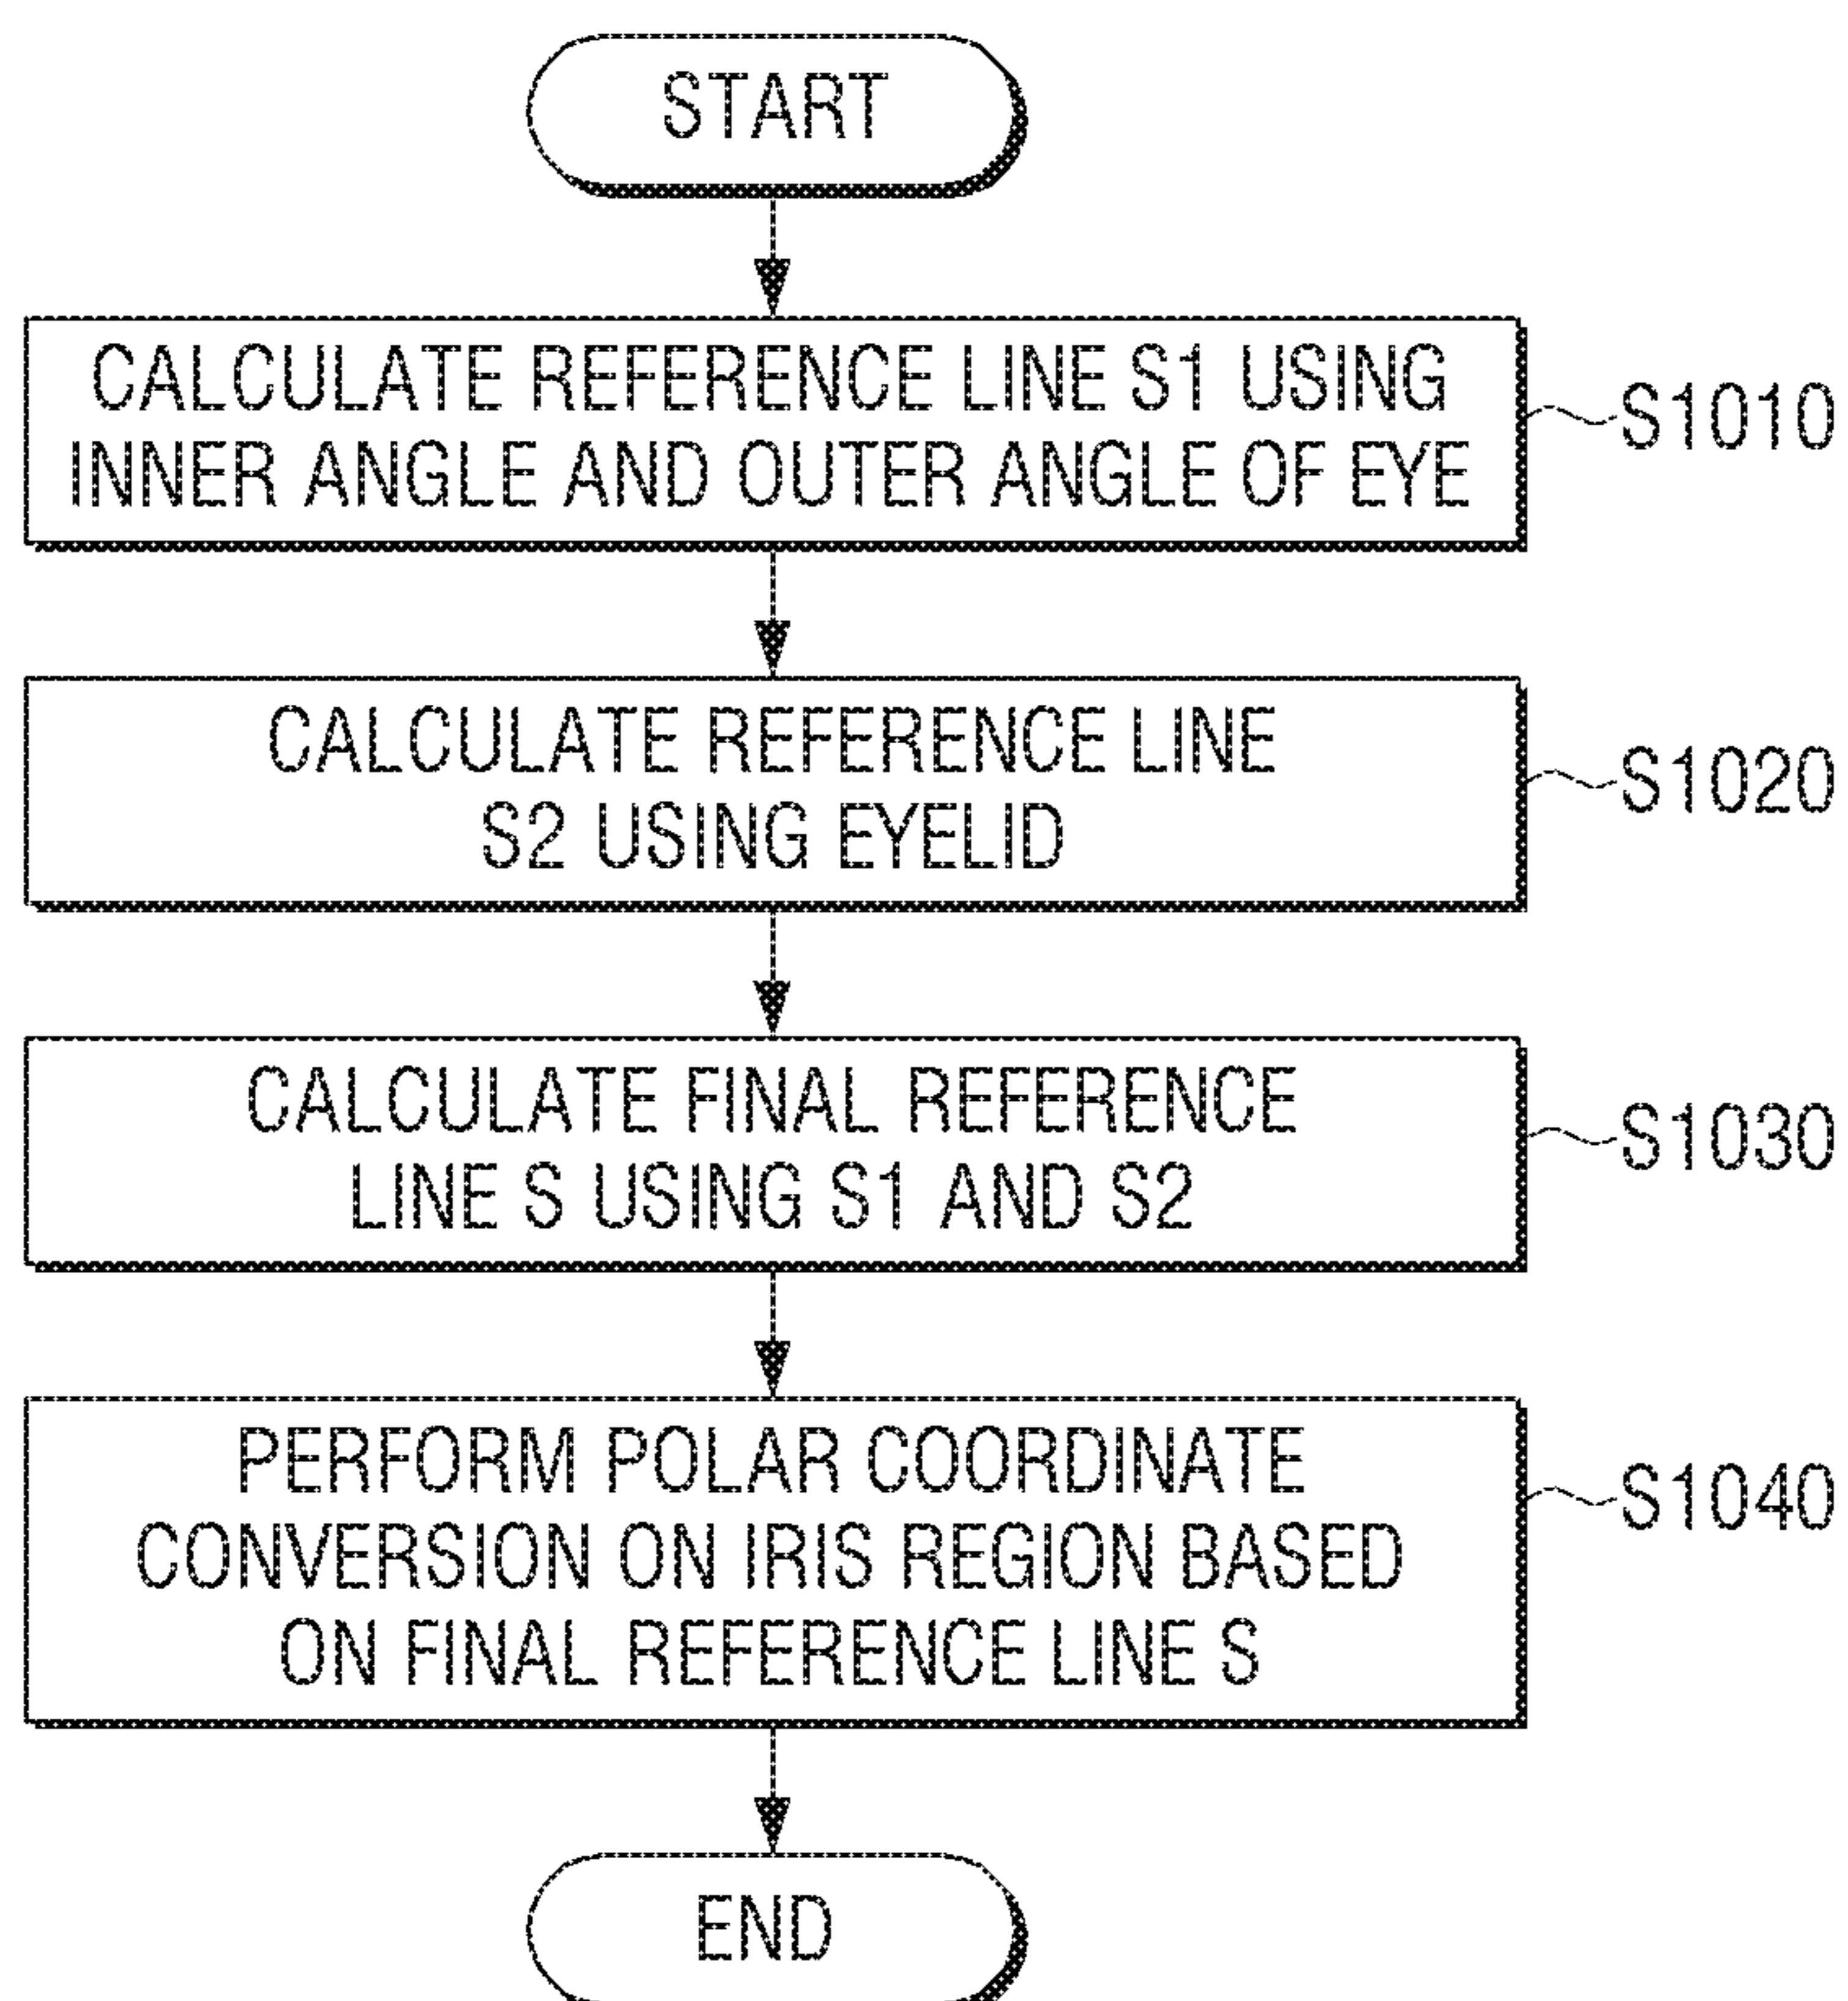 START
CALCULATE REFERENCE LINE S1 USING
INNER ANGLE AND OUTER ANGLE OF EYE
S1010
CALCULATE REFERENCE LINE
S2 USING EYELID
S1020
CALCULATE FINAL REFERENCE
LINE S USING S1 AND S2
S1030
PERFORM POLAR COORDINATE
CONVERSION ON IRIS REGION BASED
ON FINAL REFERENCE LINE S
S1040
END